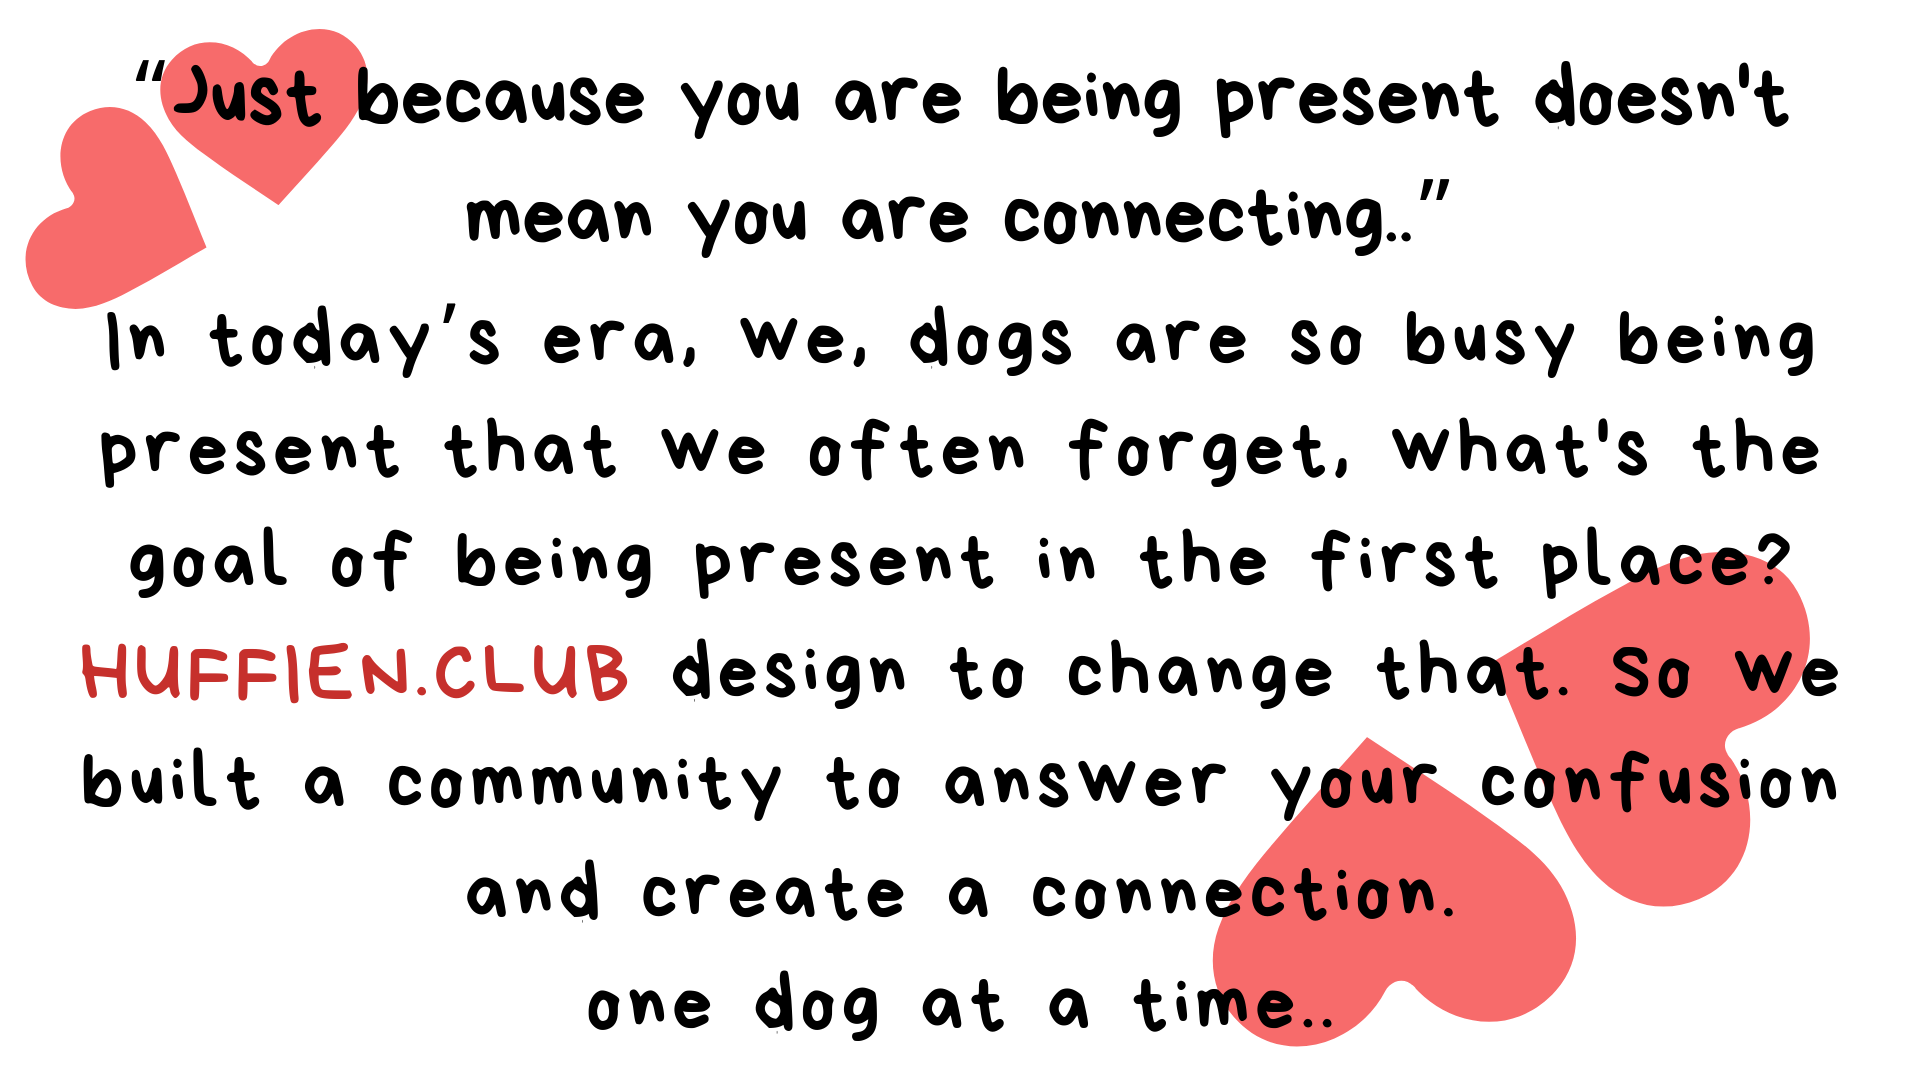 “Just because you are being present doesn't
mean you are connecting..”
In today’s era, we, dogs are so busy being
present that we often forget, what's the
goal of being present in the first place?
HUFFIEN.CLUB design to change that. So we
built a community to answer your confusion
and create a connection.
one dog at a time..